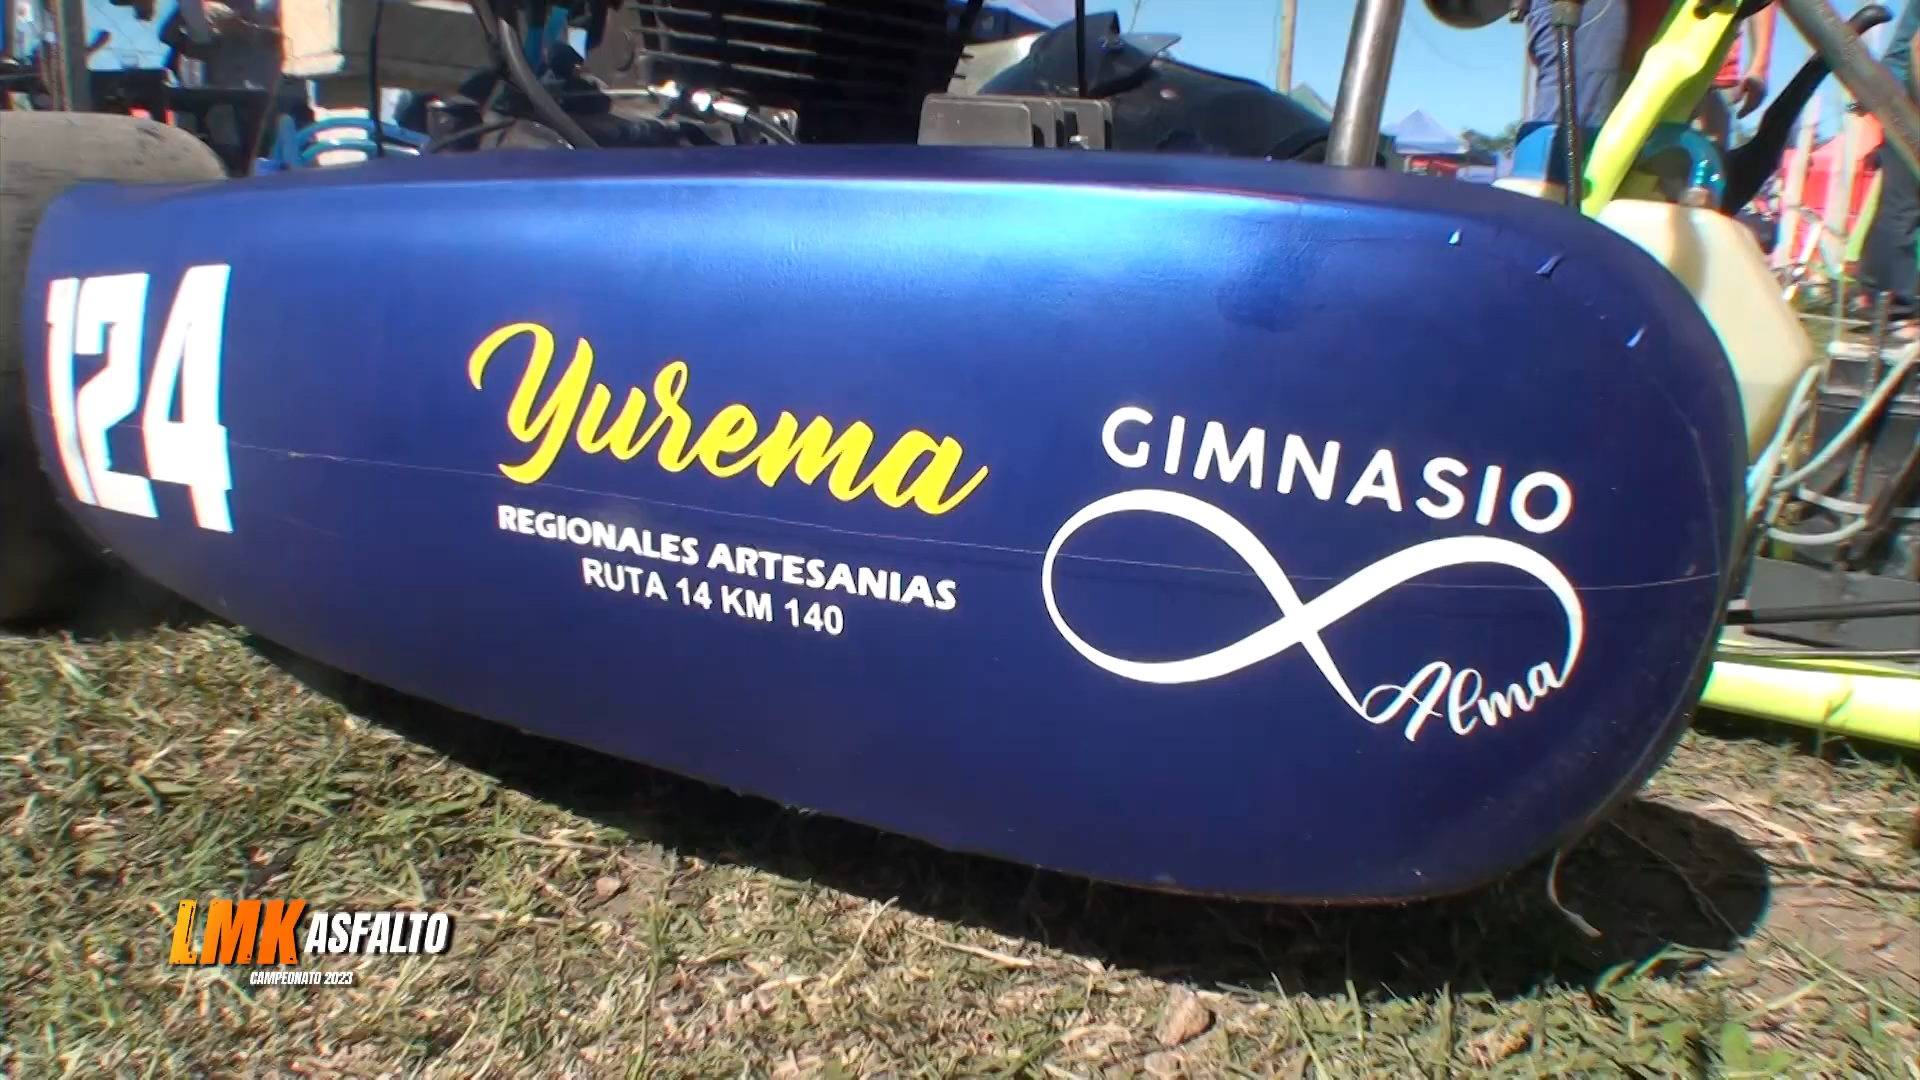 124
Yurema
REGIONALES ARTESANIAS
RUTA 14 KM 140
GIMNASIO
Alma
LMK ASFALTO
CAMPEONATO 2023